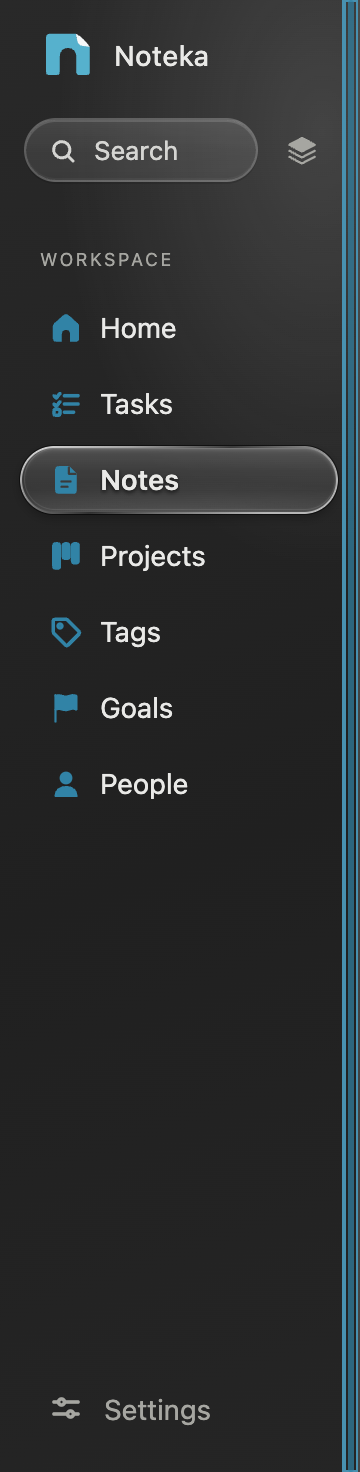 Noteka
Search
WORKSPACE
Home
Tasks
Notes
Projects
Tags
Goals
People
Settings